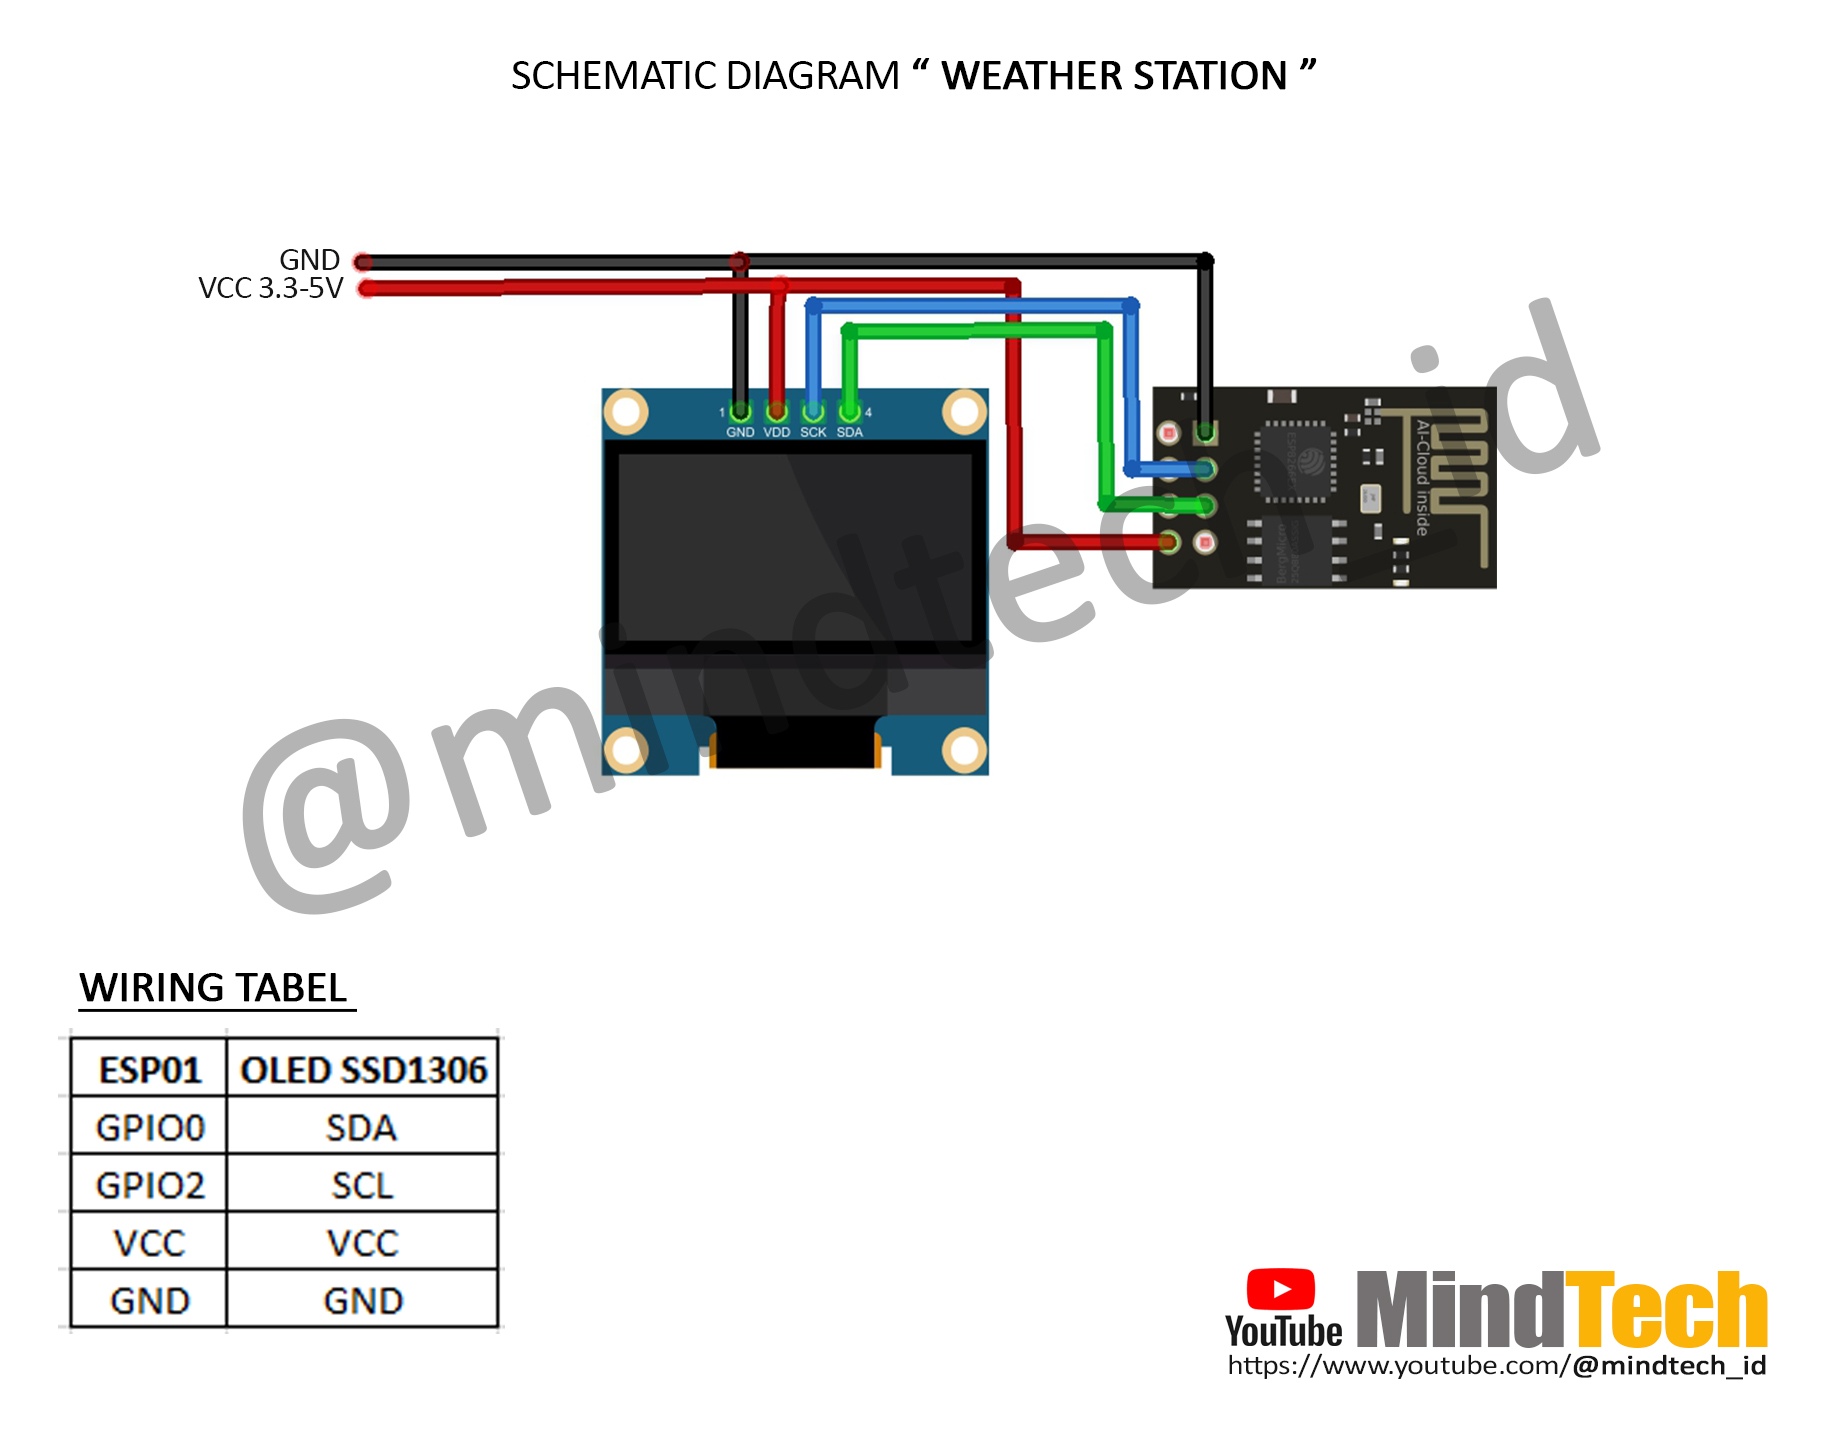 SCHEMATIC DIAGRAM “ WEATHER STATION ”
GND
VCC 3.3-5V
1 4
GND VDD SCK SDA
AI-Cloud inside
BergMicro
@mindtech_id
WIRING TABEL
ESP01 OLED SSD1306
GPIO0 SDA
GPIO2 SCL
VCC VCC
GND GND
YouTube MindTech
https://www.youtube.com/@mindtech_id